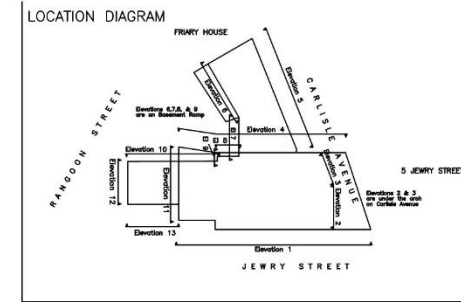 LOCATION DIAGRAM
FRIARY HOUSE
Elevation 5
CARLISLE AVENUE
Elevation 6
Elevations 6,7,8, & 9
are on Basement Ramp
RANGOON STREET
Elevation 4
Elevation 10
5 JEWRY STREET
Elevation 3
Elevations 2 & 3
are under the arch
on Carlisle Avenue
Elevation 12
Elevation 11
Elevation 2
Elevation 13
Elevation 1
JEWRY STREET